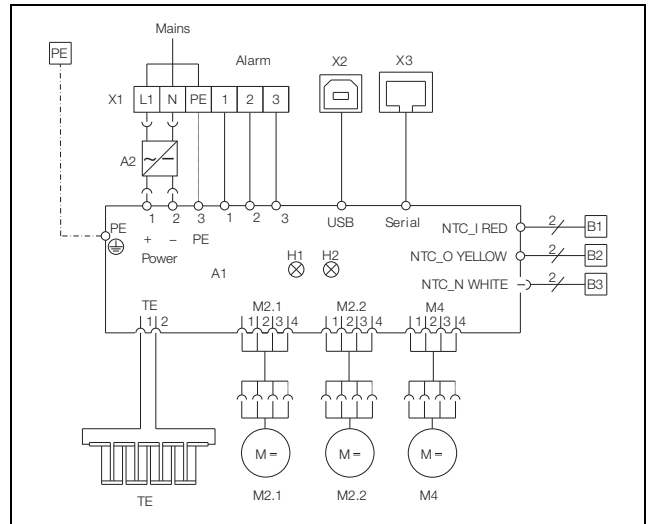 Mains
PE
Alarm
X2
X3
X1 L1 N PE 1 2 3
A2
1 2 3 1 2 3
USB
Serial
PE
+ − PE
Power
A1
H1 H2
NTC_I RED
2
B1
NTC_O YELLOW
2
B2
NTC_N WHITE
2
B3
TE
M2.1
M2.2
M4
1 2
1 2 3 4
1 2 3 4
1 2 3 4
M =
M =
M =
TE
M2.1
M2.2
M4